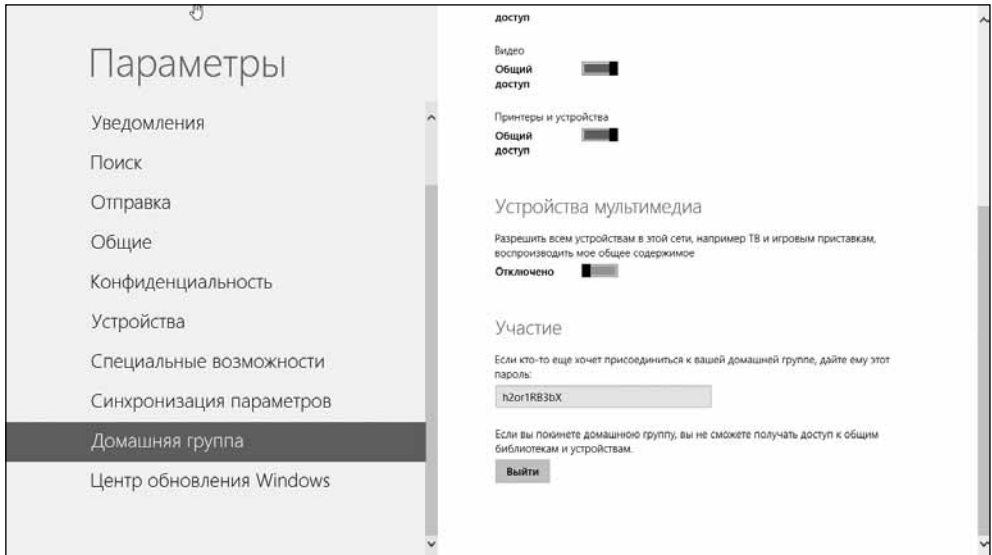 Параметры
Уведомления
Поиск
Отправка
Общие
Конфиденциальность
Устройства
Специальные возможности
Синхронизация параметров
Домашняя группа
Центр обновления Windows
доступ
Видео
Общий
доступ
Принтеры и устройства
Общий
доступ
Устройства мультимедиа
Разрешить всем устройствам в этой сети, например ТВ и игровым приставкам,
воспроизводить мое общее содержимое
Отключено
Участие
Если кто-то еще хочет присоединиться к вашей домашней группе, дайте ему этот
пароль:
h2or1RB3bX
Если вы покинете домашнюю группу, вы не сможете получать доступ к общим
библиотекам и устройствам.
Выйти